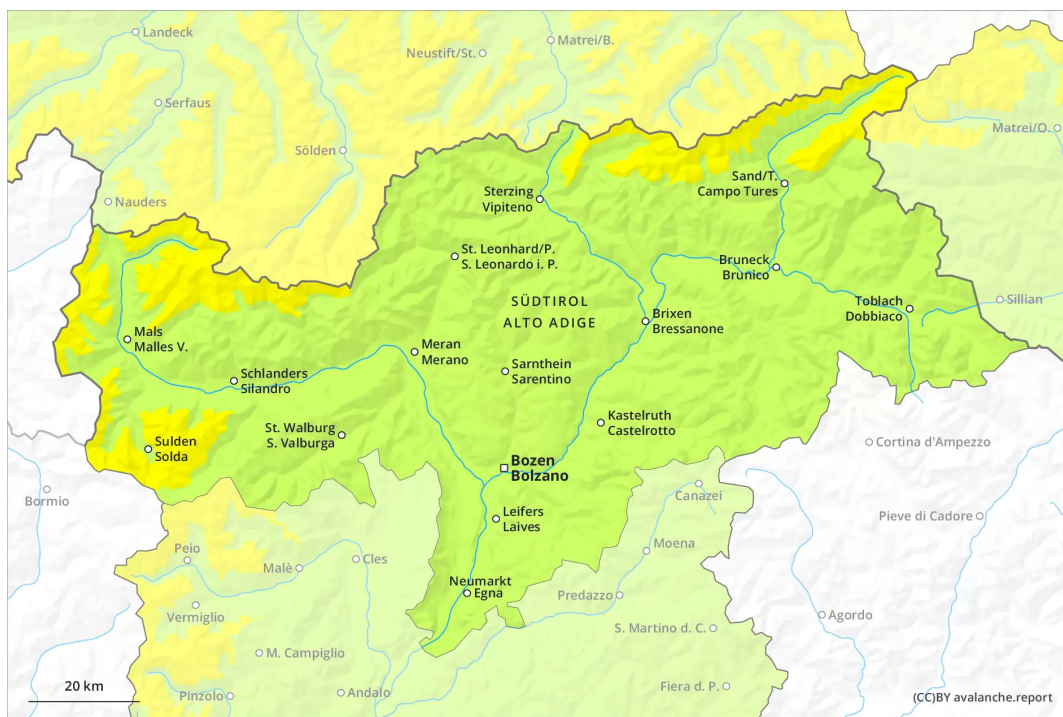 Landeck
Matrei/B.
Neustift/St.
Serfaus
Matrei/O.
Sölden
Sand/T.
Campo Tures
Sterzing
Vipiteno
Nauders
St. Leonhard/P.
S. Leonardo i. P.
Bruneck
Brunico
SÜDTIROL
ALTO ADIGE
Toblach
Dobbiaco
Sillian
Brixen
Bressanone
Mals
Malles V.
Meran
Merano
Sarnthein
Sarentino
Schlanders
Silandro
Kastelruth
Castelrotto
St. Walburg
S. Valburga
Sulden
Solda
Cortina d'Ampezzo
Bozen
Bolzano
Bormio
Canazei
Leifers
Laives
Pieve di Cadore
Moena
Peio
Cles
Malè
Neumarkt
Egna
Predazzo
Vermiglio
Agordo
S. Martino d. C.
M. Campiglio
20 km
Pinzolo
Andalo
Fiera d. P.
(CC)BY avalanche.report